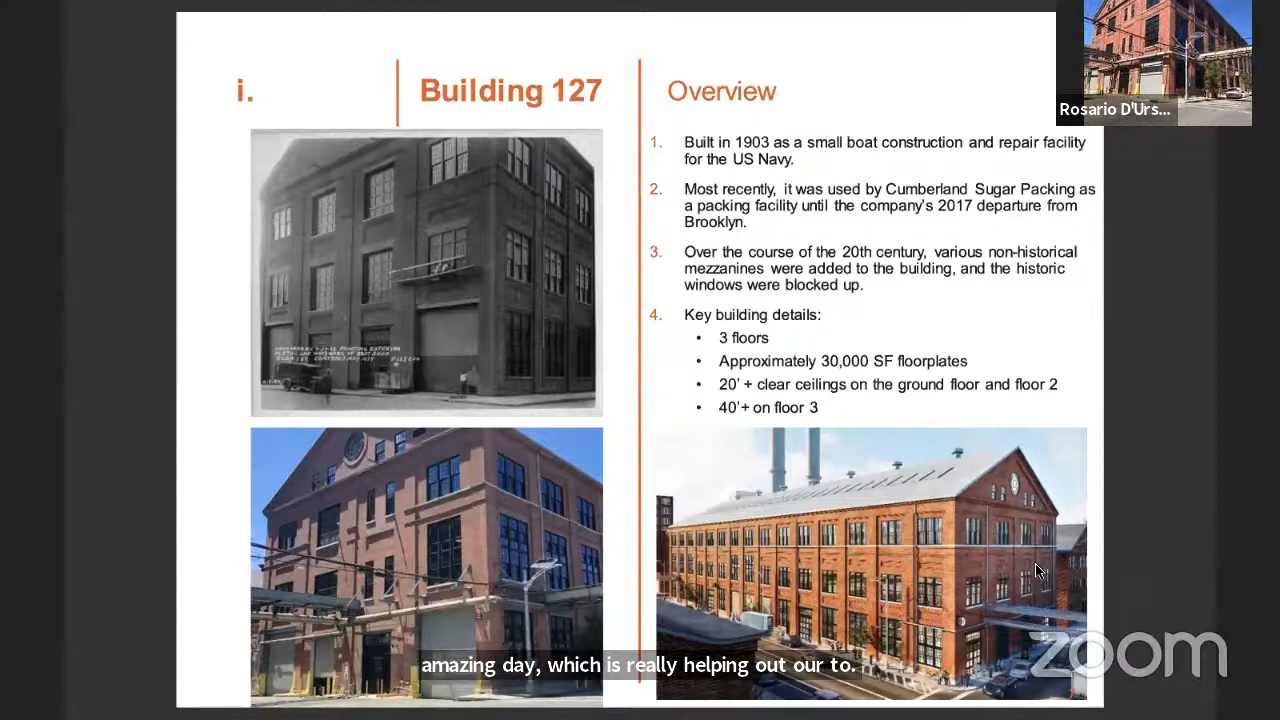 i.
Building 127
Overview
Rosario D'Urs...
1. Built in 1903 as a small boat construction and repair facility
for the US Navy.
2. Most recently, it was used by Cumberland Sugar Packing as
a packing facility until the company's 2017 departure from
Brooklyn.
3. Over the course of the 20th century, various non-historical
mezzanines were added to the building, and the historic
windows were blocked up.
4. Key building details:
• 3 floors
• Approximately 30,000 SF floorplates
• 20' + clear ceilings on the ground floor and floor 2
• 40'+ on floor 3
amazing day, which is really helping out our to.
zoom